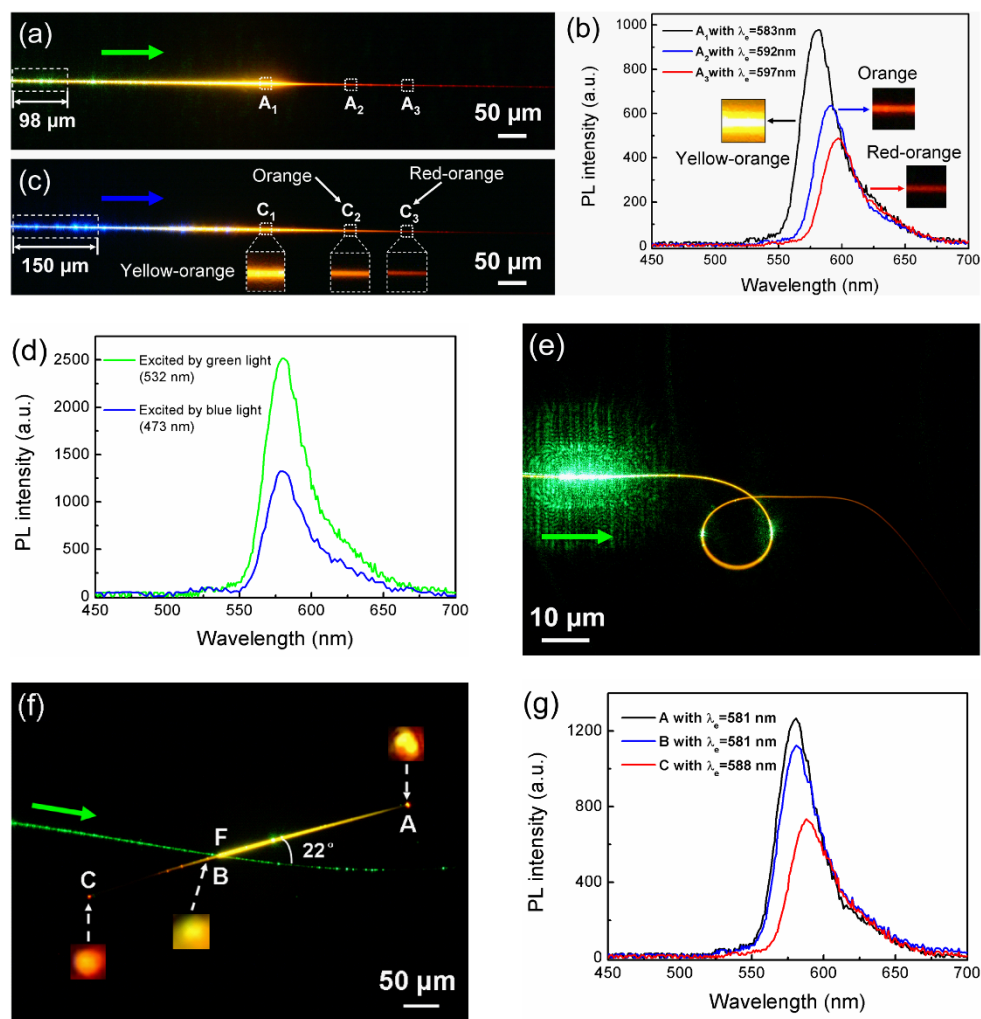 (a)
A₁
A₂
A₃
98 μm
50 μm
(b)
A₁ with λₑ=583nm
A₂ with λₑ=592nm
A₃ with λₑ=597nm
Orange
Yellow-orange
Red-orange
PL intensity (a.u.)
1000
800
600
400
200
0
450
500
550
600
650
700
Wavelength (nm)
(c)
Orange
Red-orange
C₁
C₂
C₃
150 μm
Yellow-orange
50 μm
(d)
Excited by green light
(532 nm)
Excited by blue light
(473 nm)
PL intensity (a.u.)
2500
2000
1500
1000
500
0
450
500
550
600
650
700
Wavelength (nm)
(e)
10 μm
(f)
A
F
22°
B
C
50 μm
(g)
A with λₑ=581 nm
B with λₑ=581 nm
C with λₑ=588 nm
PL intensity (a.u.)
1200
900
600
300
0
450
500
550
600
650
700
Wavelength (nm)